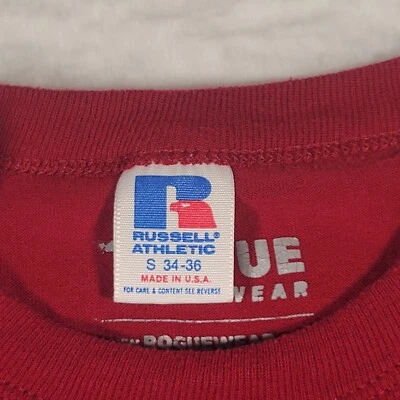 R
RUSSELL®
ATHLETIC
S 34-36
MADE IN U.S.A.
FOR CARE & CONTENT SEE REVERSE
UE
WEAR
ROGUEWEAR